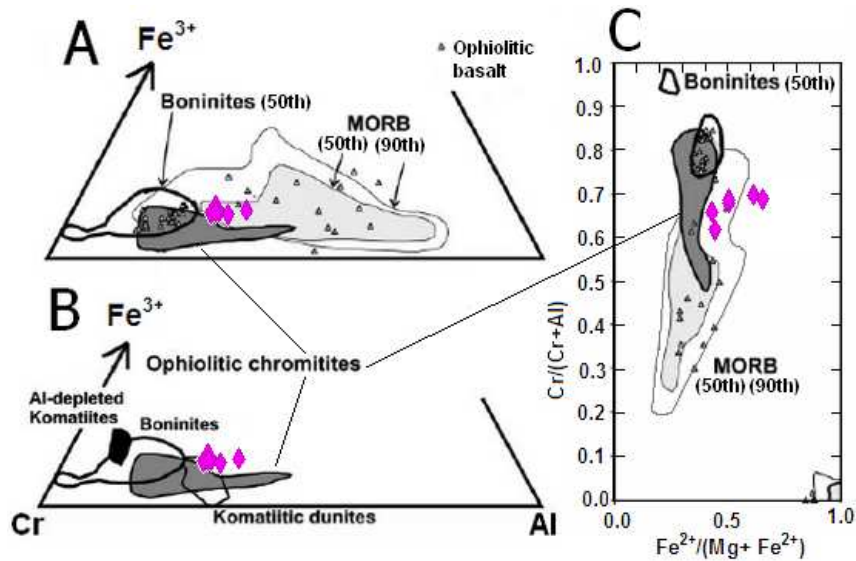 A
Fe3+
Ophiolitic
basalt
Boninites (50th)
MORB
(50th) (90th)
B
Fe3+
Ophiolitic chromitites
Al-depleted
Komatiites
Boninites
Komatiitic dunites
Cr
Al
C
1.0
0.9
0.8
0.7
0.6
0.5
0.4
0.3
0.2
0.1
0.0
Cr/(Cr+Al)
Boninites (50th)
MORB
(50th) (90th)
0.0
0.5
1.0
Fe2+/(Mg+ Fe2+)